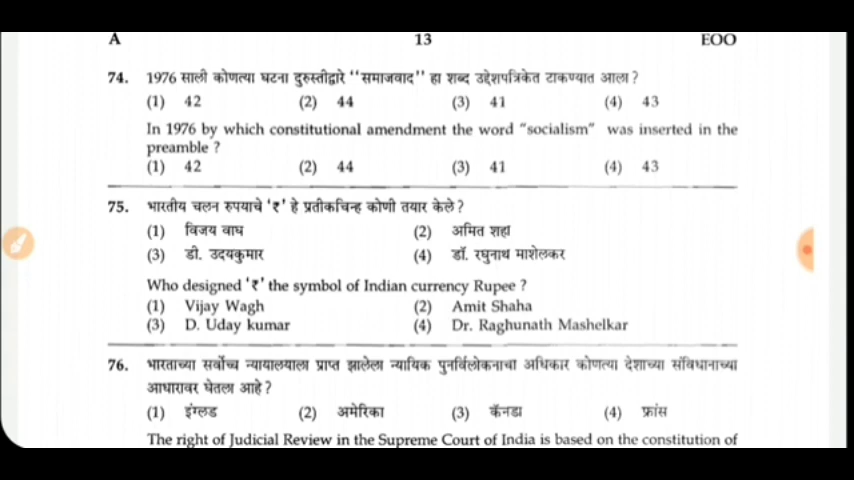 A 13 EOO
74. 1976 साली कोणत्या घटना दुरुस्तीद्वारे "समाजवाद" हा शब्द उद्देशपत्रिकेत टाकण्यात आला ?
(1) 42 (2) 44 (3) 41 (4) 43
In 1976 by which constitutional amendment the word "socialism" was inserted in the
preamble ?
(1) 42 (2) 44 (3) 41 (4) 43
75. भारतीय चलन रुपयाचे '₹' हे प्रतीकचिन्ह कोणी तयार केले ?
(1) विजय वाघ (2) अमित शहा
(3) डी. उदयकुमार (4) डॉ. रघुनाथ माशेलकर
Who designed '₹' the symbol of Indian currency Rupee ?
(1) Vijay Wagh (2) Amit Shaha
(3) D. Uday kumar (4) Dr. Raghunath Mashelkar
76. भारताच्या सर्वोच्च न्यायालयाला प्राप्त झालेला न्यायिक पुनर्विलोकनाचा अधिकार कोणत्या देशाच्या संविधानाच्या
आधारावर घेतला आहे ?
(1) इंग्लड (2) अमेरिका (3) कॅनडा (4) फ्रांस
The right of Judicial Review in the Supreme Court of India is based on the constitution of